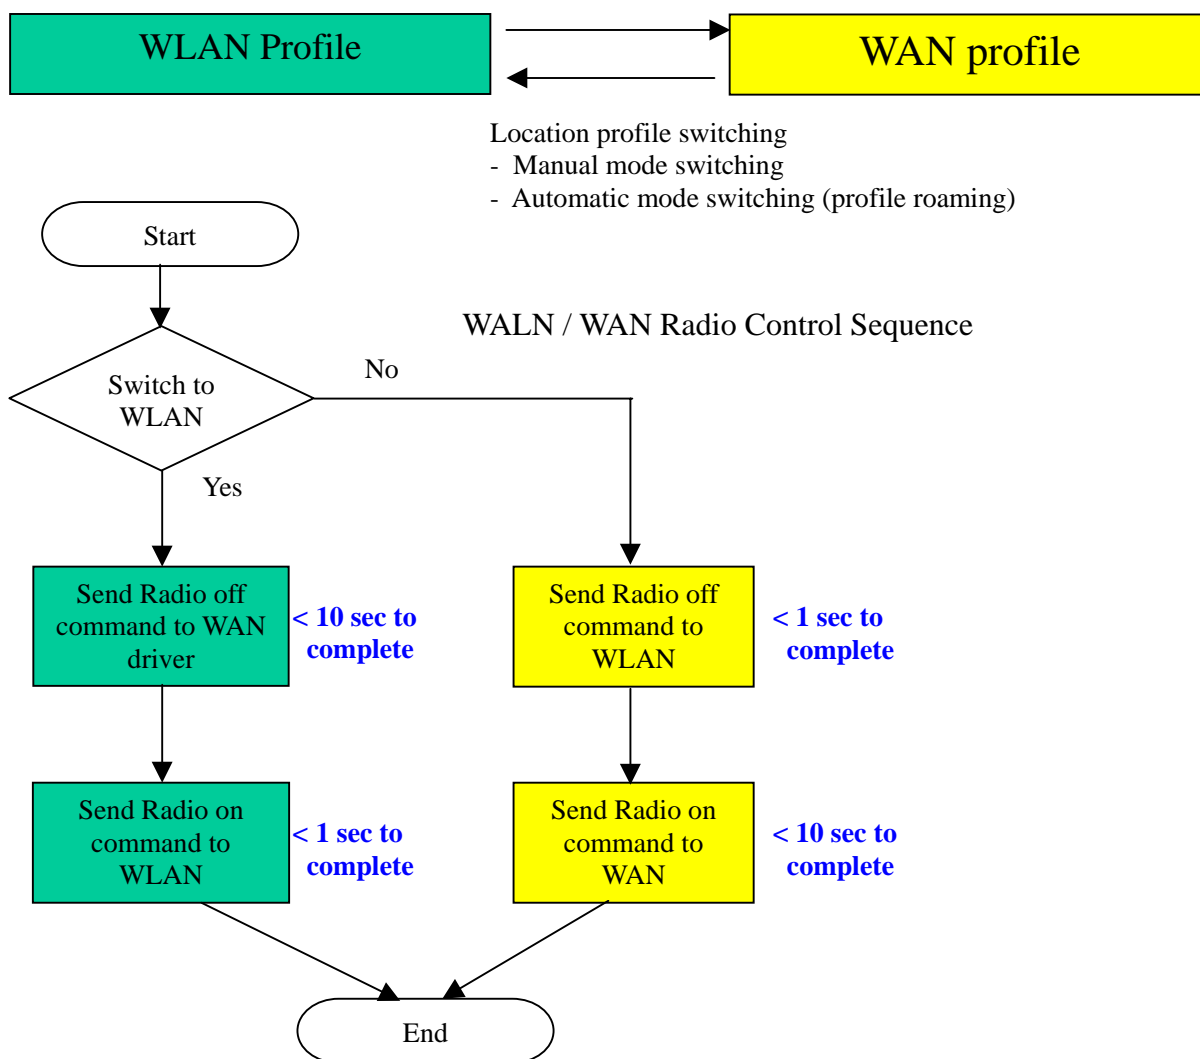 WLAN Profile
WAN profile
Location profile switching
- Manual mode switching
- Automatic mode switching (profile roaming)
Start
WALN / WAN Radio Control Sequence
Switch to
WLAN
No
Yes
Send Radio off
command to WAN
driver
< 10 sec to
complete
Send Radio off
command to
WLAN
< 1 sec to
complete
Send Radio on
command to
WLAN
< 1 sec to
complete
Send Radio on
command to
WAN
< 10 sec to
complete
End